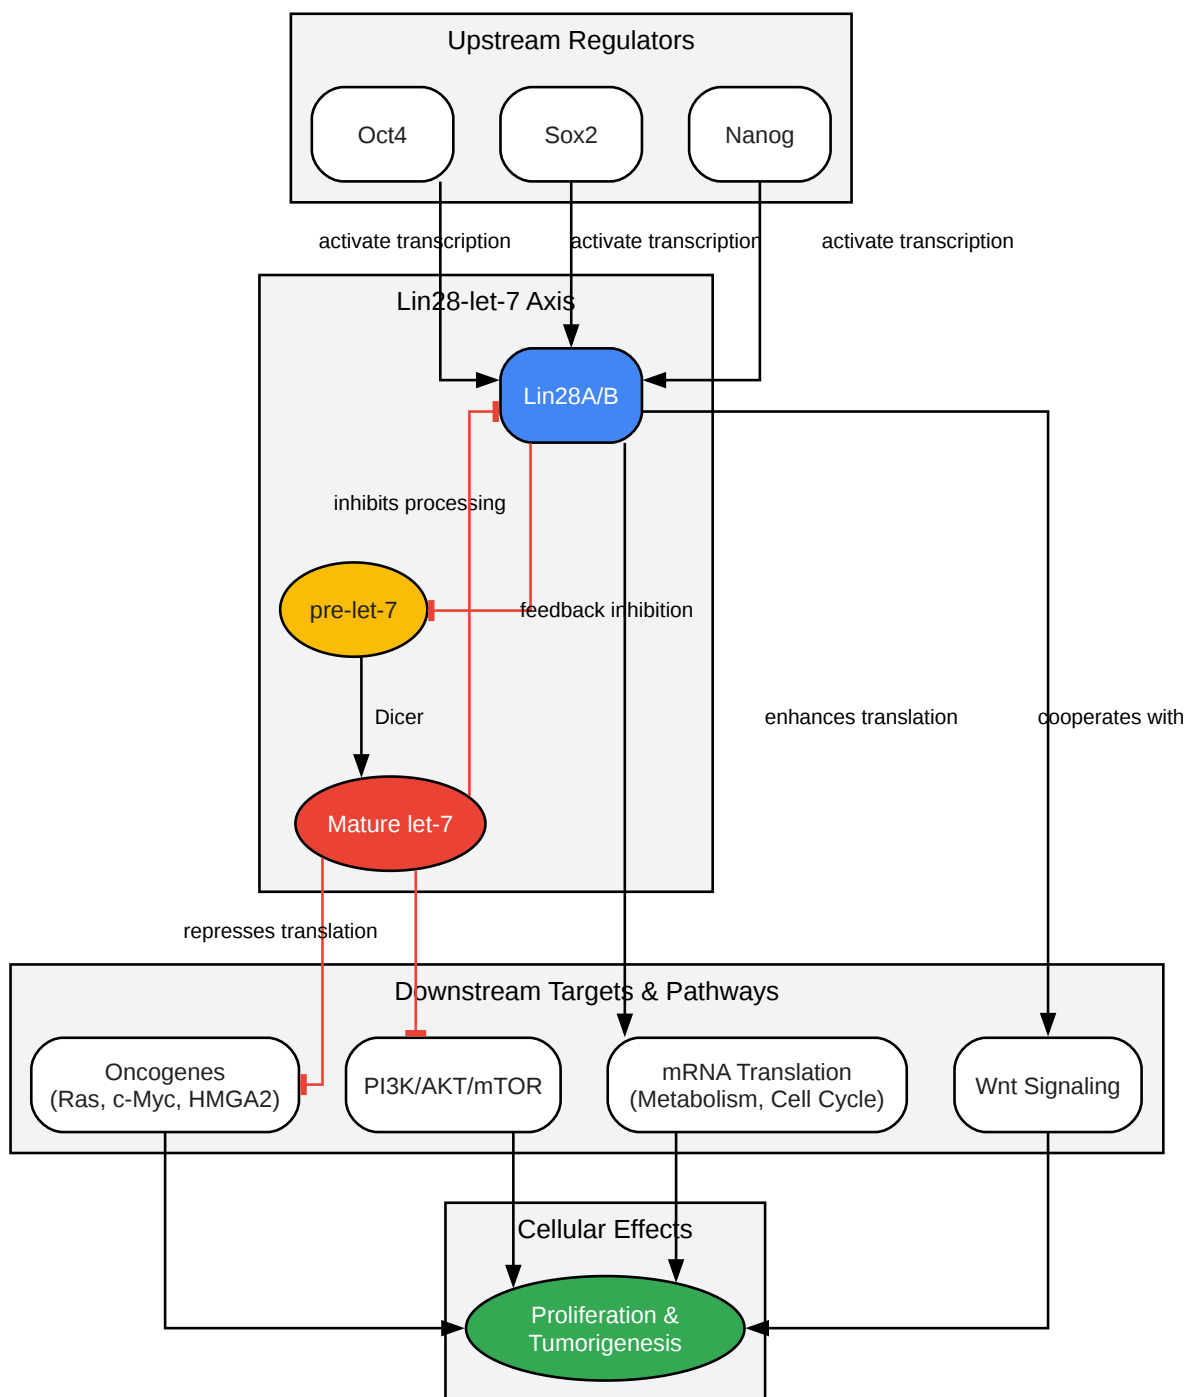 Upstream Regulators
Oct4
Sox2
Nanog
activate transcription
activate transcription
activate transcription
Lin28-let-7 Axis
Lin28A/B
inhibits processing
pre-let-7
feedback inhibition
Dicer
enhances translation
cooperates with
Mature let-7
represses translation
Downstream Targets & Pathways
Oncogenes
(Ras, c-Myc, HMGA2)
PI3K/AKT/mTOR
mRNA Translation
(Metabolism, Cell Cycle)
Wnt Signaling
Cellular Effects
Proliferation &
Tumorigenesis